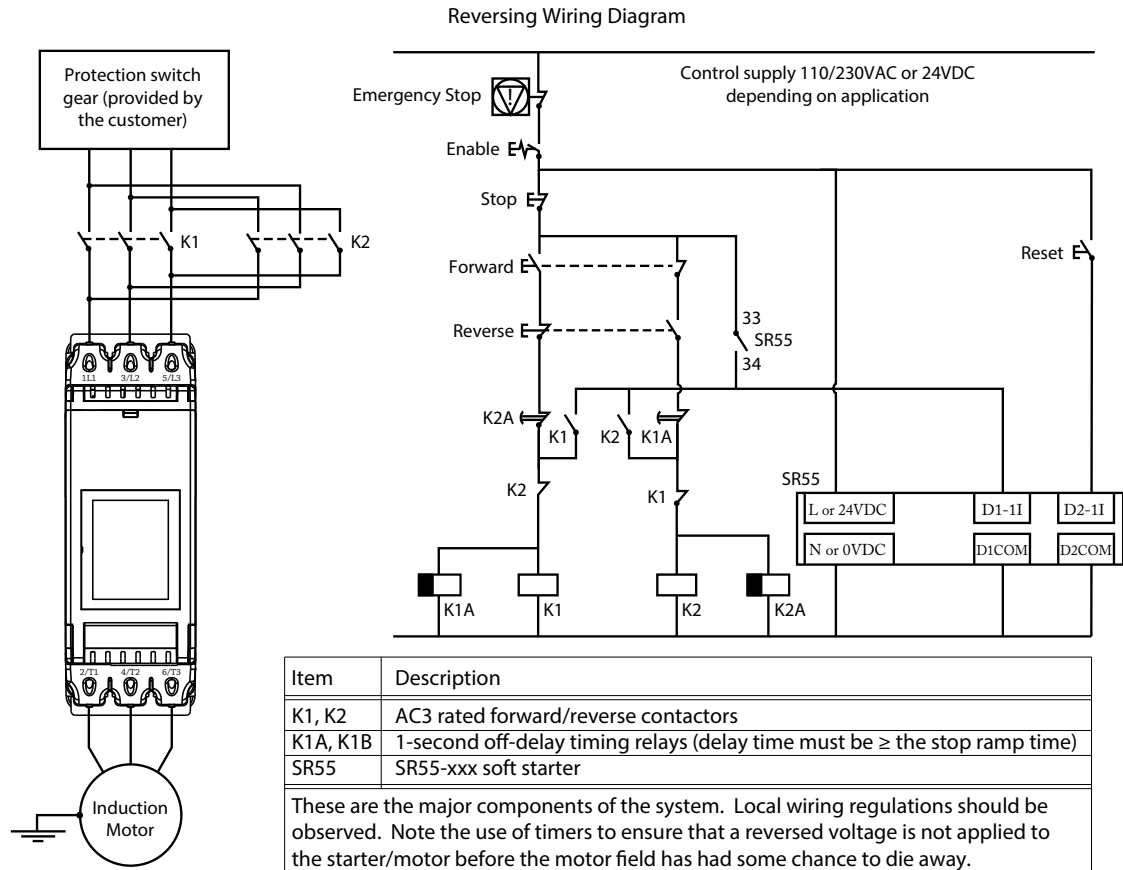 Reversing Wiring Diagram
Protection switch
gear (provided by
the customer)
K1
K2
1L1 3/L2 5/L3
2/T1 4/T2 6/T3
Induction
Motor
Control supply 110/230VAC or 24VDC
depending on application
Emergency Stop
Enable
Stop
Forward
Reset
Reverse
33
SR55
34
K2A
K1
K2
K1A
K2
K1
SR55
L or 24VDC
D1-1I
D2-1I
N or 0VDC
D1COM
D2COM
K1A
K1
K2
K2A
Item Description
K1, K2 AC3 rated forward/reverse contactors
K1A, K1B 1-second off-delay timing relays (delay time must be ≥ the stop ramp time)
SR55 SR55-xxx soft starter
These are the major components of the system. Local wiring regulations should be
observed. Note the use of timers to ensure that a reversed voltage is not applied to
the starter/motor before the motor field has had some chance to die away.